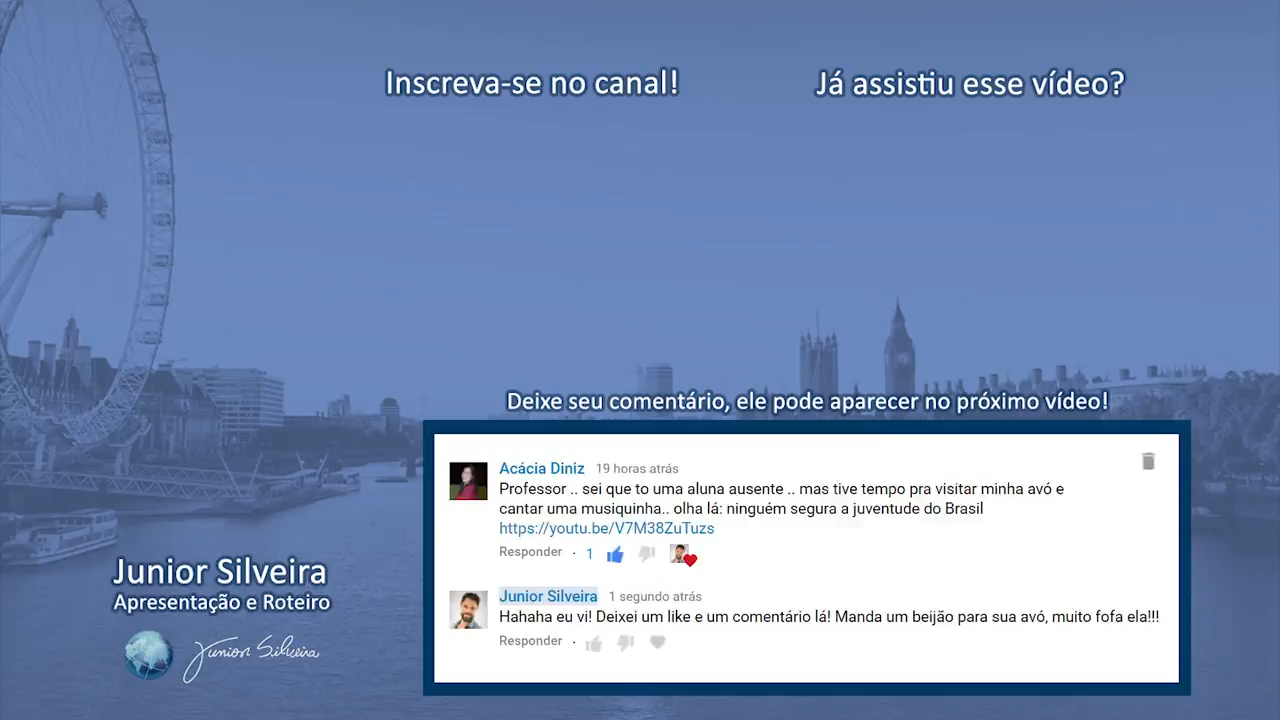 Inscreva-se no canal!
Já assistiu esse vídeo?
Deixe seu comentário, ele pode aparecer no próximo vídeo!
Acácia Diniz 19 horas atrás
Professor .. sei que to uma aluna ausente .. mas tive tempo pra visitar minha avó e
cantar uma musiquinha.. olha lá: ninguém segura a juventude do Brasil
https://youtu.be/V7M38ZuTuzs
Responder · 1
Junior Silveira 1 segundo atrás
Hahaha eu vi! Deixei um like e um comentário lá! Manda um beijão para sua avó, muito fofa ela!!!
Responder ·
Junior Silveira
Apresentação e Roteiro
Junior Silveira